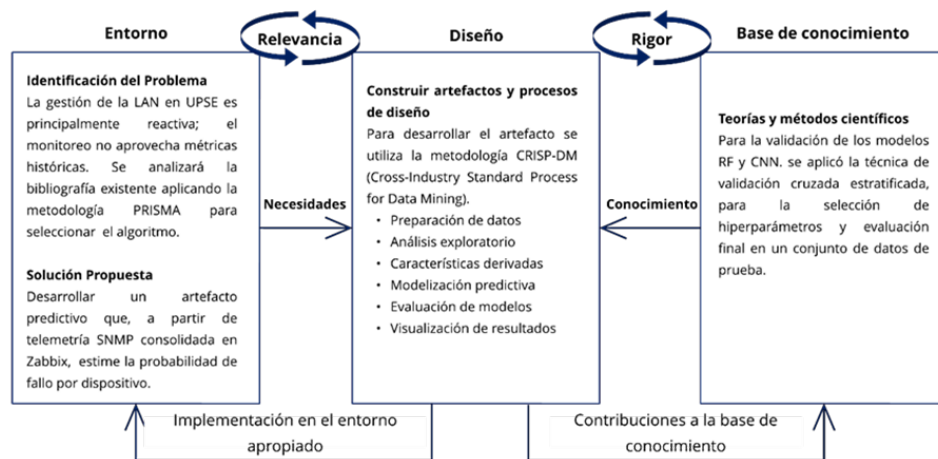 Entorno
Relevancia
Diseño
Rigor
Base de conocimiento
Identificación del Problema
La gestión de la LAN en UPSE es
principalmente reactiva; el
monitoreo no aprovecha métricas
históricas. Se analizará la
bibliografía existente aplicando la
metodología PRISMA para
seleccionar el algoritmo.
Solución Propuesta
Desarrollar un artefacto
predictivo que, a partir de
telemetría SNMP consolidada en
Zabbix, estime la probabilidad de
fallo por dispositivo.
Necesidades
Construir artefactos y procesos
de diseño
Para desarrollar el artefacto se
utiliza la metodología CRISP-DM
(Cross-Industry Standard Process
for Data Mining).
• Preparación de datos
• Análisis exploratorio
• Características derivadas
• Modelización predictiva
• Evaluación de modelos
• Visualización de resultados
Conocimiento
Teorías y métodos científicos
Para la validación de los modelos
RF y CNN. se aplicó la técnica de
validación cruzada estratificada,
para la selección de
hiperparámetros y evaluación
final en un conjunto de datos de
prueba.
Implementación en el entorno
apropiado
Contribuciones a la base de
conocimiento